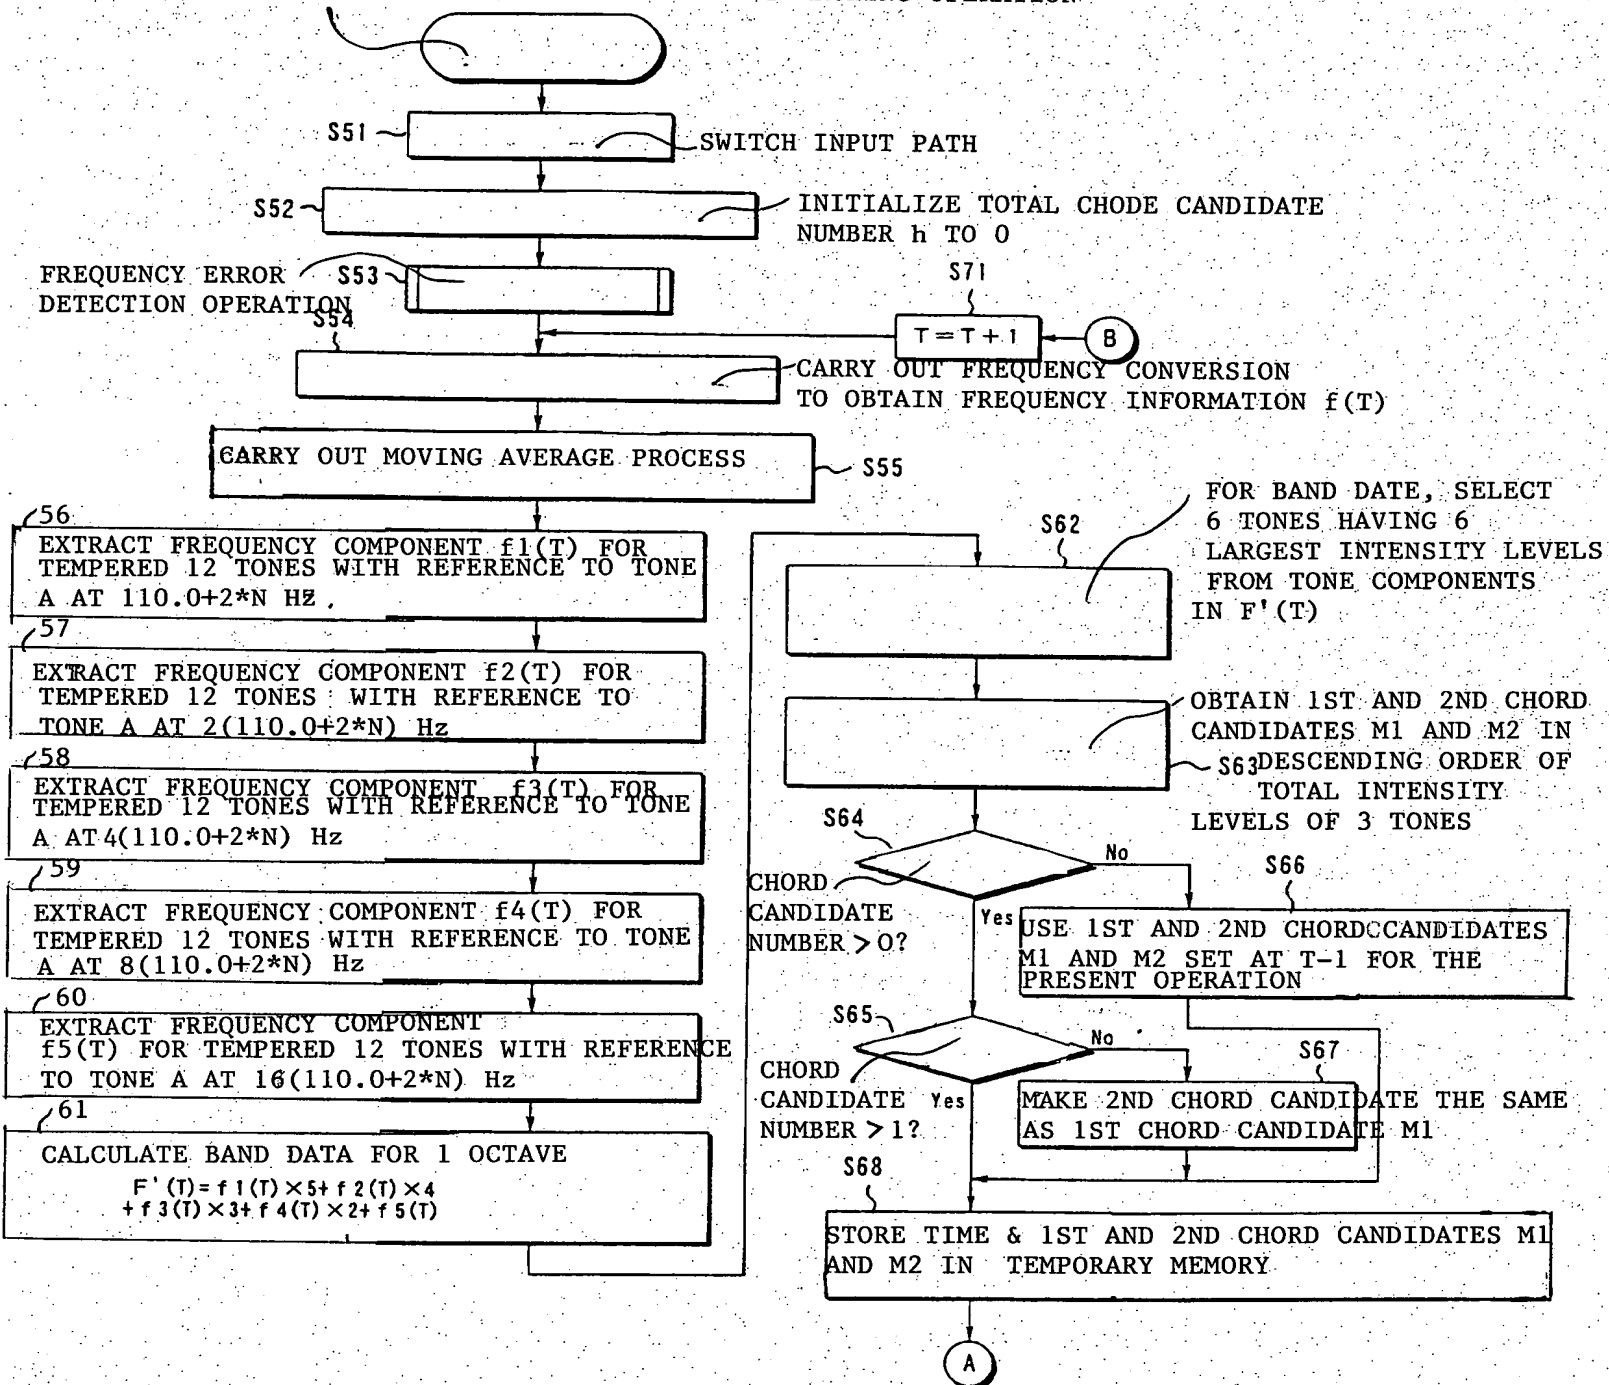 OPERATION
S51
SWITCH INPUT PATH
S52
INITIALIZE TOTAL CHODE CANDIDATE
NUMBER h TO 0
FREQUENCY ERROR
DETECTION OPERATION
S53
S71
T=T+1
B
S54
CARRY OUT FREQUENCY CONVERSION
TO OBTAIN FREQUENCY INFORMATION f(T)
CARRY OUT MOVING AVERAGE PROCESS
S55
56
EXTRACT FREQUENCY COMPONENT f1(T) FOR
TEMPERED 12 TONES WITH REFERENCE TO TONE
A AT 110.0+2*N HZ.
57
EXTRACT FREQUENCY COMPONENT f2(T) FOR
TEMPERED 12 TONES WITH REFERENCE TO
TONE A AT 2(110.0+2*N) Hz
58
EXTRACT FREQUENCY COMPONENT f3(T) FOR
TEMPERED 12 TONES WITH REFERENCE TO TONE
A AT 4(110.0+2*N) Hz
59
EXTRACT FREQUENCY COMPONENT f4(T) FOR
TEMPERED 12 TONES WITH REFERENCE TO TONE
A AT 8(110.0+2*N) Hz
60
EXTRACT FREQUENCY COMPONENT
f5(T) FOR TEMPERED 12 TONES WITH REFERENCE
TO TONE A AT 16(110.0+2*N) Hz
61
CALCULATE BAND DATA FOR 1 OCTAVE
F'(T)=f1(T)×5+f2(T)×4
+f3(T)×3+f4(T)×2+f5(T)
S62
FOR BAND DATE, SELECT
6 TONES HAVING 6
LARGEST INTENSITY LEVELS
FROM TONE COMPONENTS
IN F'(T)
OBTAIN 1ST AND 2ND CHORD
CANDIDATES M1 AND M2 IN
S63 DESCENDING ORDER OF
TOTAL INTENSITY
LEVELS OF 3 TONES
S64
CHORD
CANDIDATE
NUMBER > 0?
No
Yes
S66
USE 1ST AND 2ND CHORDCCANDIDATES
M1 AND M2 SET AT T-1 FOR THE
PRESENT OPERATION
S65
CHORD
CANDIDATE
NUMBER > 1?
No
Yes
S67
MAKE 2ND CHORD CANDIDATE THE SAME
AS 1ST CHORD CANDIDATE M1
S68
STORE TIME & 1ST AND 2ND CHORD CANDIDATES M1
AND M2 IN TEMPORARY MEMORY
A